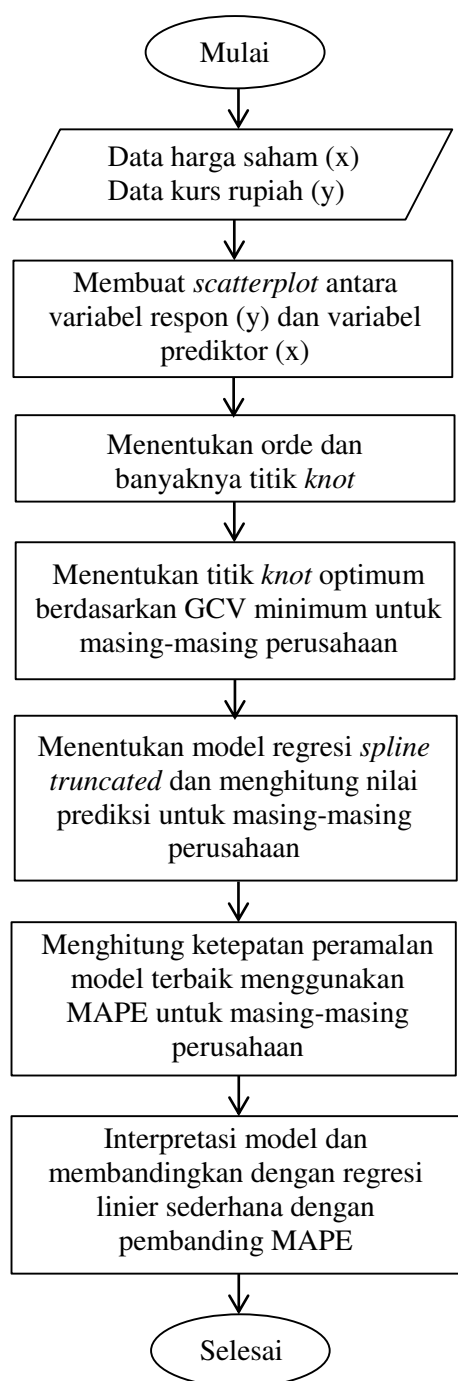 Mulai
Data harga saham (x)
Data kurs rupiah (y)
Membuat scatterplot antara
variabel respon (y) dan variabel
prediktor (x)
Menentukan orde dan
banyaknya titik knot
Menentukan titik knot optimum
berdasarkan GCV minimum untuk
masing-masing perusahaan
Menentukan model regresi spline
truncated dan menghitung nilai
prediksi untuk masing-masing
perusahaan
Menghitung ketepatan peramalan
model terbaik menggunakan
MAPE untuk masing-masing
perusahaan
Interpretasi model dan
membandingkan dengan regresi
linier sederhana dengan
pembanding MAPE
Selesai